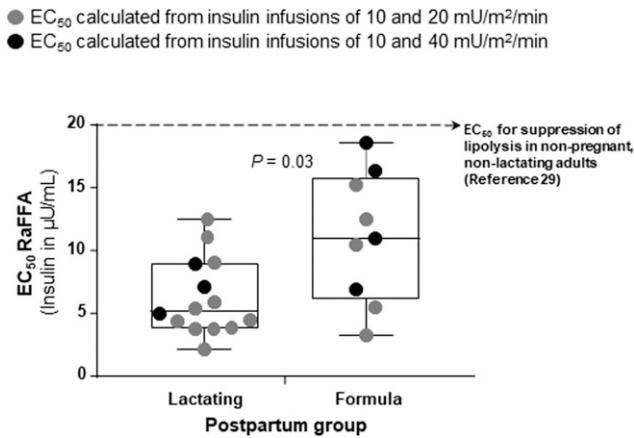 EC50 calculated from insulin infusions of 10 and 20 mU/m²/min
EC50 calculated from insulin infusions of 10 and 40 mU/m²/min
20
15
10
5
0
EC50 RaFFA
(Insulin in μU/mL)
P = 0.03
EC50 for suppression of
lipolysis in non-pregnant,
non-lactating adults
(Reference 29)
Lactating
Formula
Postpartum group